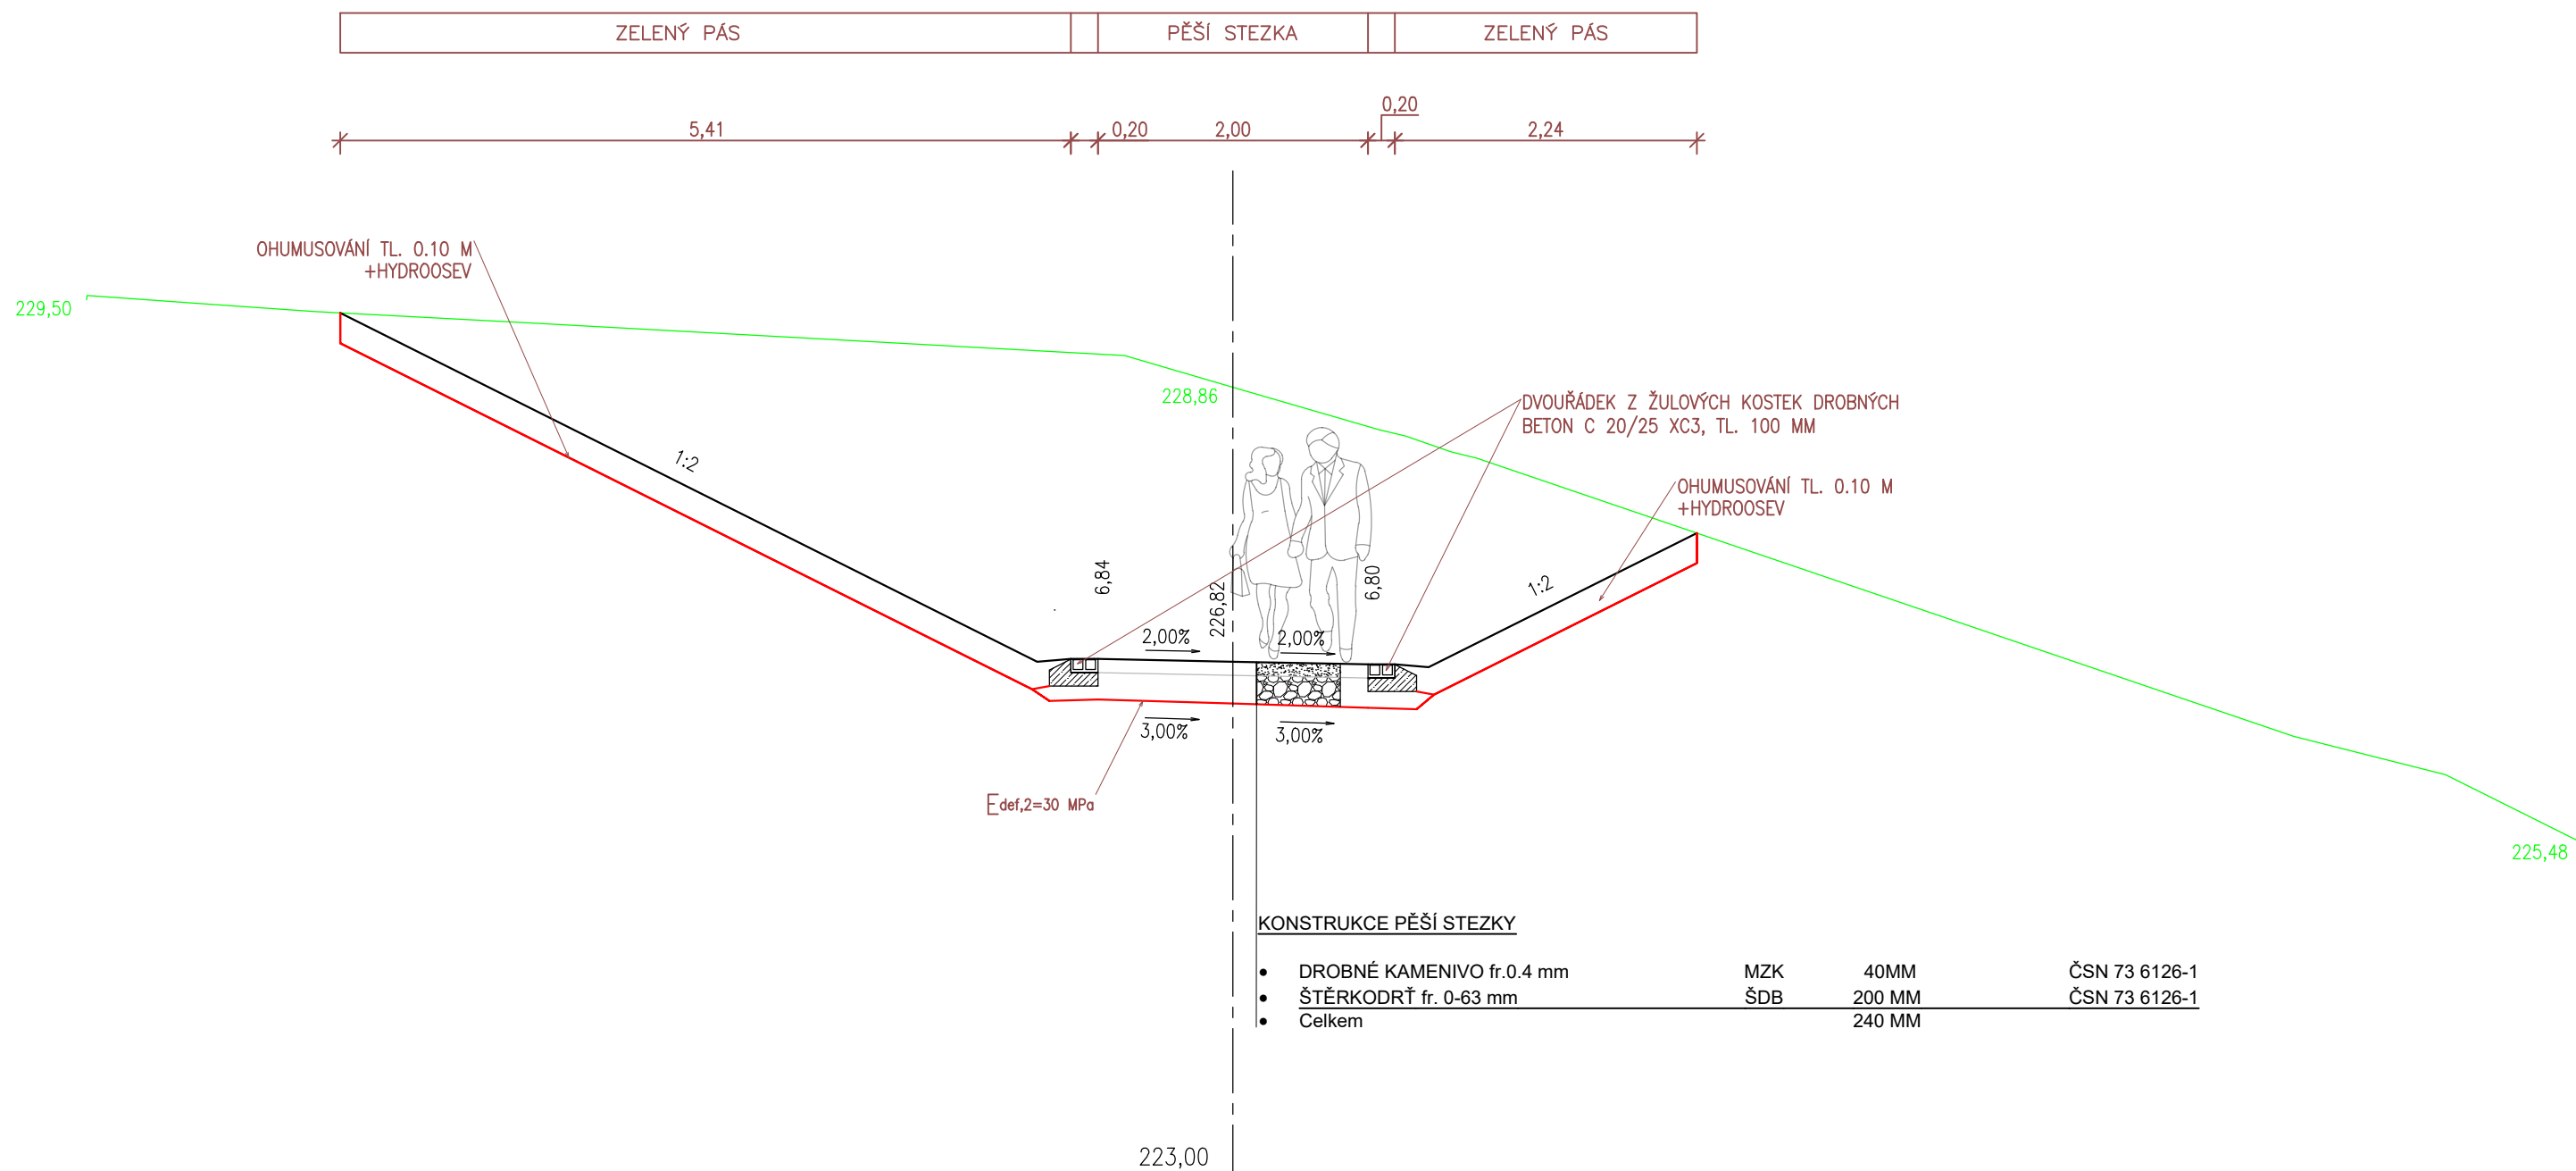 ZELENÝ PÁS
PĚŠÍ STEZKA
ZELENÝ PÁS
5,41
0,20
2,00
0,20
2,24
OHUMUSOVÁNÍ TL. 0.10 M
+HYDROOSEV
229,50
228,86
DVOUŘÁDEK Z ŽULOVÝCH KOSTEK DROBNÝCH
BETON C 20/25 XC3, TL. 100 MM
1:2
OHUMUSOVÁNÍ TL. 0.10 M
+HYDROOSEV
6,84
226,82
6,80
1:2
2,00%
2,00%
3,00%
3,00%
Edef,2=30 MPa
225,48
KONSTRUKCE PĚŠÍ STEZKY
• DROBNÉ KAMENIVO fr.0.4 mm MZK 40MM ČSN 73 6126-1
• ŠTĚRKODRŤ fr. 0-63 mm ŠDB 200 MM ČSN 73 6126-1
• Celkem 240 MM
223,00